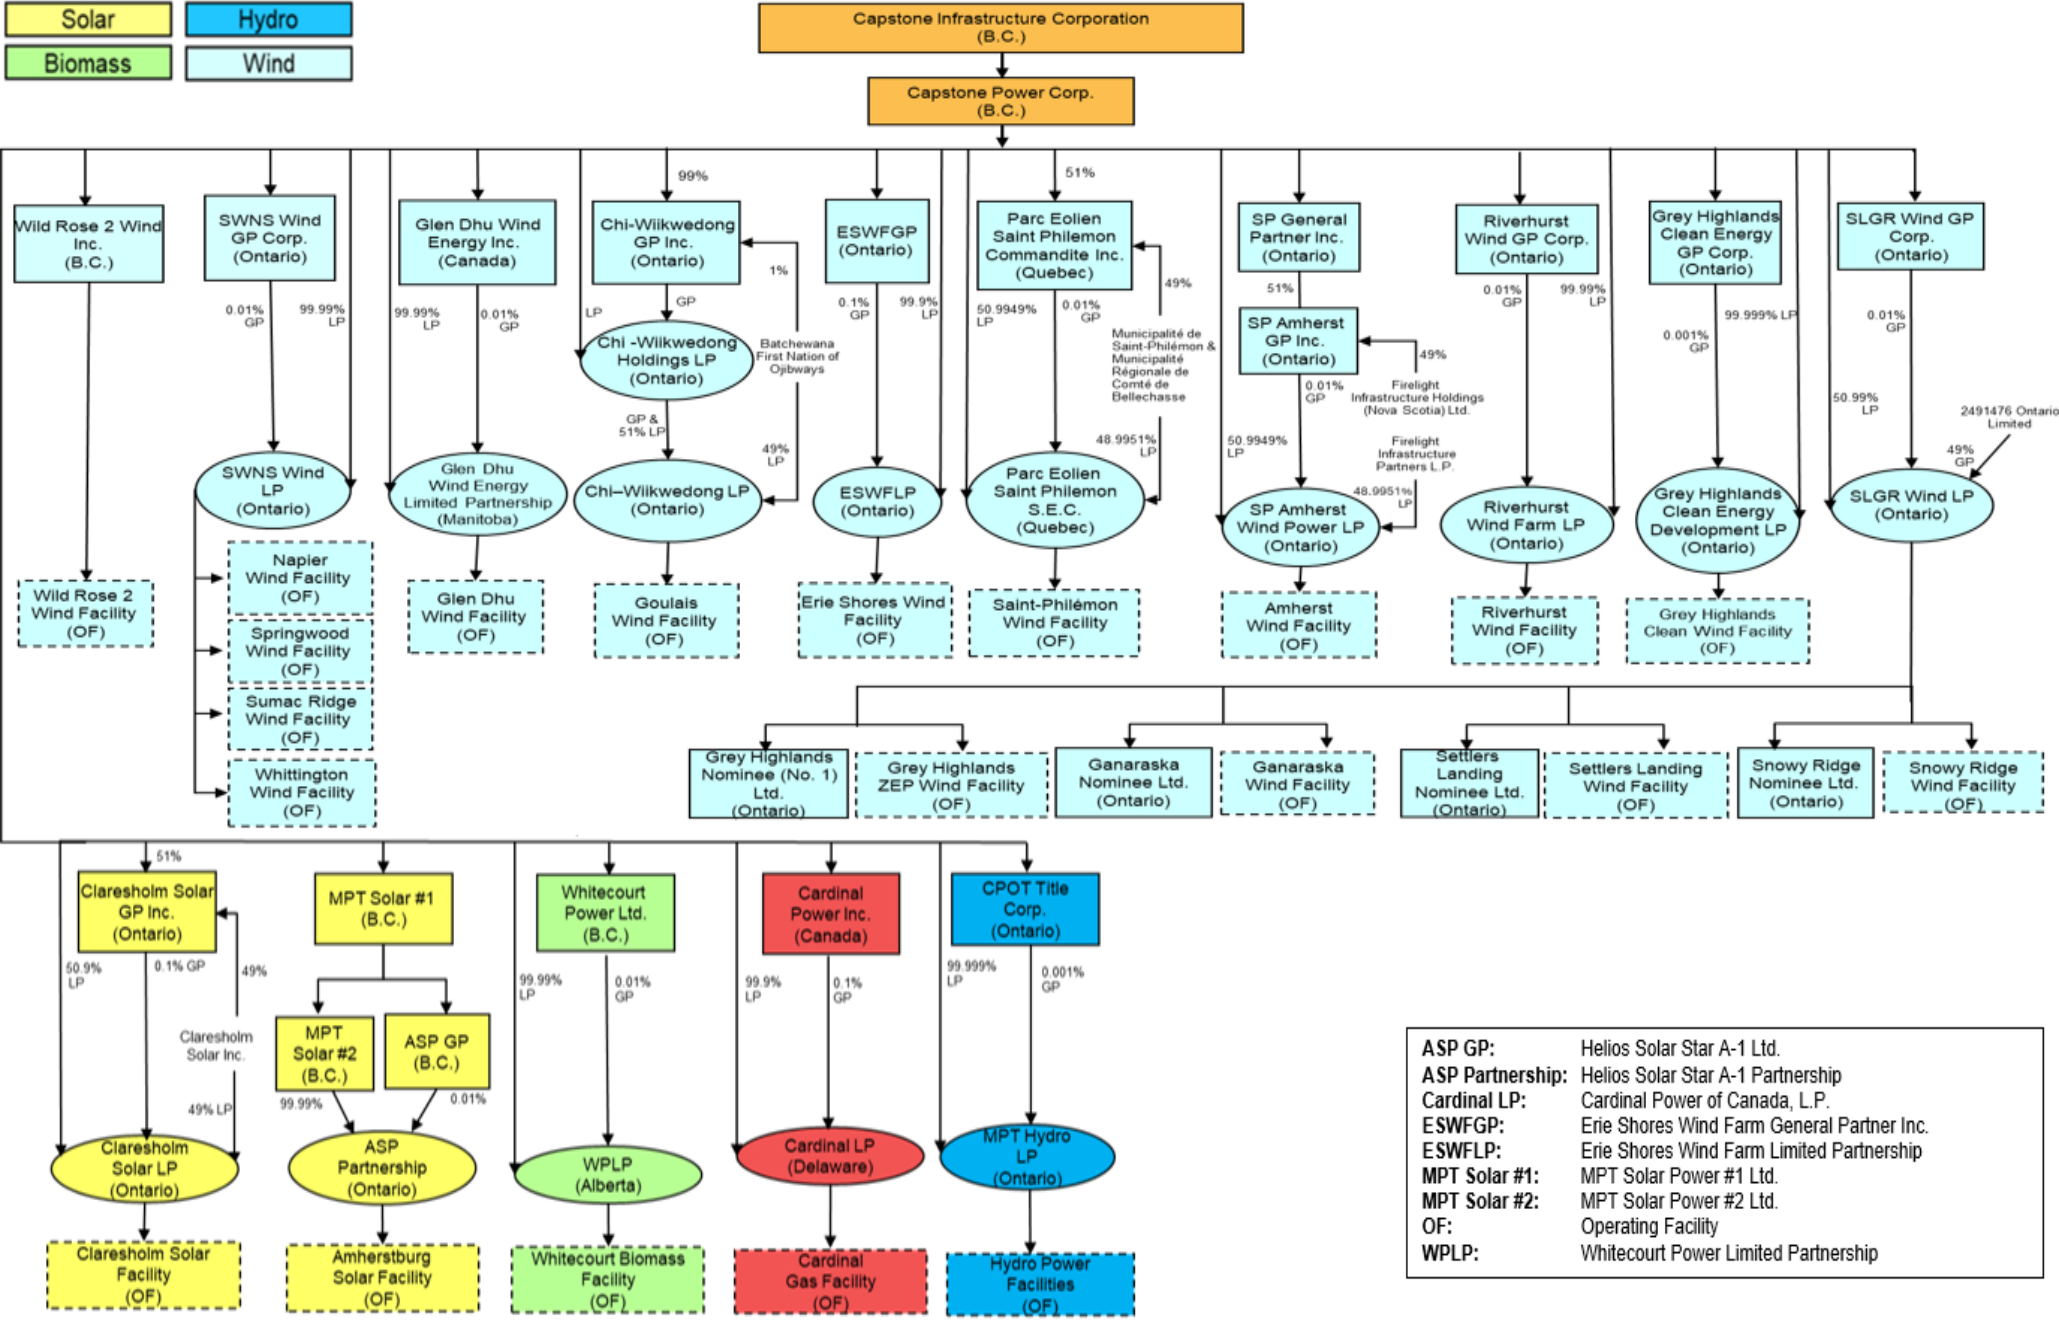 Solar
Hydro
Biomass
Wind
Capstone Infrastructure Corporation
(B.C.)
Capstone Power Corp.
(B.C.)
Wild Rose 2 Wind
Inc.
(B.C.)
Wild Rose 2
Wind Facility
(OF)
SWNS Wind
GP Corp.
(Ontario)
0.01%
GP
99.99%
LP
SWNS Wind
LP
(Ontario)
Napier
Wind Facility
(OF)
Springwood
Wind Facility
(OF)
Sumac Ridge
Wind Facility
(OF)
Whittington
Wind Facility
(OF)
Glen Dhu Wind
Energy Inc.
(Canada)
99.99%
LP
0.01%
GP
Glen Dhu
Wind Energy
Limited Partnership
(Manitoba)
Glen Dhu
Wind Facility
(OF)
99%
Chi-Wiikwedong
GP Inc.
(Ontario)
1%
LP
GP
Chi -Wiikwedong
Holdings LP
(Ontario)
Batchewana
First Nation of
Ojibways
GP &
51% LP
49%
LP
Chi–Wiikwedong LP
(Ontario)
Goulais
Wind Facility
(OF)
ESWFGP
(Ontario)
0.1%
GP
99.9%
LP
ESWFLP
(Ontario)
Erie Shores Wind
Facility
(OF)
51%
Parc Eolien
Saint Philemon
Commandite Inc.
(Quebec)
49%
50.9949%
LP
0.01%
GP
Municipalité de
Saint-Philémon &
Municipalité
Régionale de
Comté de
Bellechasse
48.9951%
LP
Parc Eolien
Saint Philemon
S.E.C.
(Quebec)
Saint-Philémon
Wind Facility
(OF)
SP General
Partner Inc.
(Ontario)
51%
SP Amherst
GP Inc.
(Ontario)
49%
0.01%
GP
Firelight
Infrastructure Holdings
(Nova Scotia) Ltd.
50.9949%
LP
Firelight
Infrastructure
Partners L.P.
48.9951%
LP
SP Amherst
Wind Power LP
(Ontario)
Amherst
Wind Facility
(OF)
Riverhurst
Wind GP Corp.
(Ontario)
0.01%
GP
99.99%
LP
Riverhurst
Wind Farm LP
(Ontario)
Riverhurst
Wind Facility
(OF)
Grey Highlands
Clean Energy
GP Corp.
(Ontario)
0.001%
GP
99.999% LP
Grey Highlands
Clean Energy
Development LP
(Ontario)
Grey Highlands
Clean Wind Facility
(OF)
SLGR Wind GP
Corp.
(Ontario)
0.01%
GP
50.99%
LP
2491476 Ontario
Limited
49%
GP
SLGR Wind LP
(Ontario)
Grey Highlands
Nominee (No. 1)
Ltd.
(Ontario)
Grey Highlands
ZEP Wind Facility
(OF)
Ganaraska
Nominee Ltd.
(Ontario)
Ganaraska
Wind Facility
(OF)
Settlers
Landing
Nominee Ltd.
(Ontario)
Settlers Landing
Wind Facility
(OF)
Snowy Ridge
Nominee Ltd.
(Ontario)
Snowy Ridge
Wind Facility
(OF)
51%
Claresholm Solar
GP Inc.
(Ontario)
50.9%
LP
0.1% GP
49%
Claresholm
Solar Inc.
49% LP
Claresholm
Solar LP
(Ontario)
Claresholm Solar
Facility
(OF)
MPT Solar #1
(B.C.)
MPT
Solar #2
(B.C.)
ASP GP
(B.C.)
99.99%
0.01%
ASP
Partnership
(Ontario)
Amherstburg
Solar Facility
(OF)
Whitecourt
Power Ltd.
(B.C.)
99.99%
LP
0.01%
GP
WPLP
(Alberta)
Whitecourt Biomass
Facility
(OF)
Cardinal
Power Inc.
(Canada)
99.9%
LP
0.1%
GP
Cardinal LP
(Delaware)
Cardinal
Gas Facility
(OF)
CPOT Title
Corp.
(Ontario)
99.999%
LP
0.001%
GP
MPT Hydro
LP
(Ontario)
Hydro Power
Facilities
(OF)
ASP GP: Helios Solar Star A-1 Ltd.
ASP Partnership: Helios Solar Star A-1 Partnership
Cardinal LP: Cardinal Power of Canada, L.P.
ESWFGP: Erie Shores Wind Farm General Partner Inc.
ESWFLP: Erie Shores Wind Farm Limited Partnership
MPT Solar #1: MPT Solar Power #1 Ltd.
MPT Solar #2: MPT Solar Power #2 Ltd.
OF: Operating Facility
WPLP: Whitecourt Power Limited Partnership